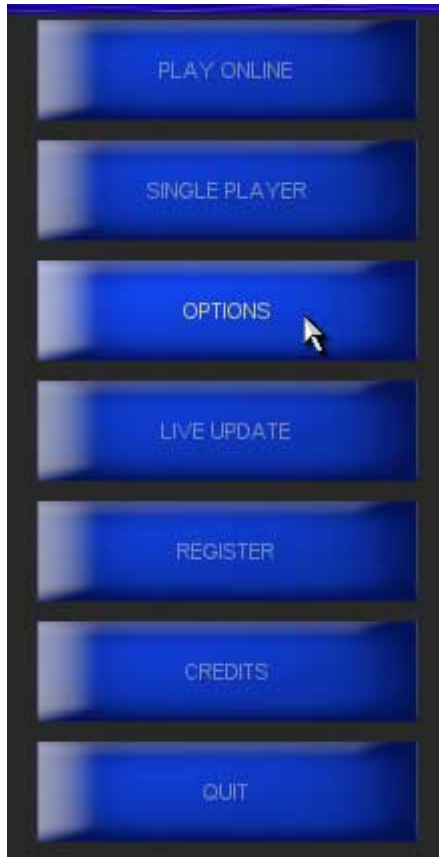 PLAY ONLINE
SINGLE PLAYER
OPTIONS
LIVE UPDATE
REGISTER
CREDITS
QUIT